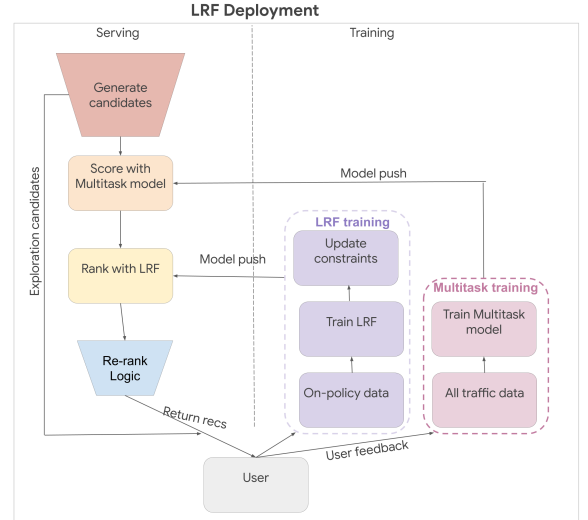 LRF Deployment
Serving
Training
Generate
candidates
Score with
Multitask model
Model push
Exploration candidates
LRF training
Update
constraints
Rank with LRF
Model push
Multitask training
Train LRF
Train Multitask
model
Re-rank
Logic
On-policy data
All traffic data
Return recs
User feedback
User